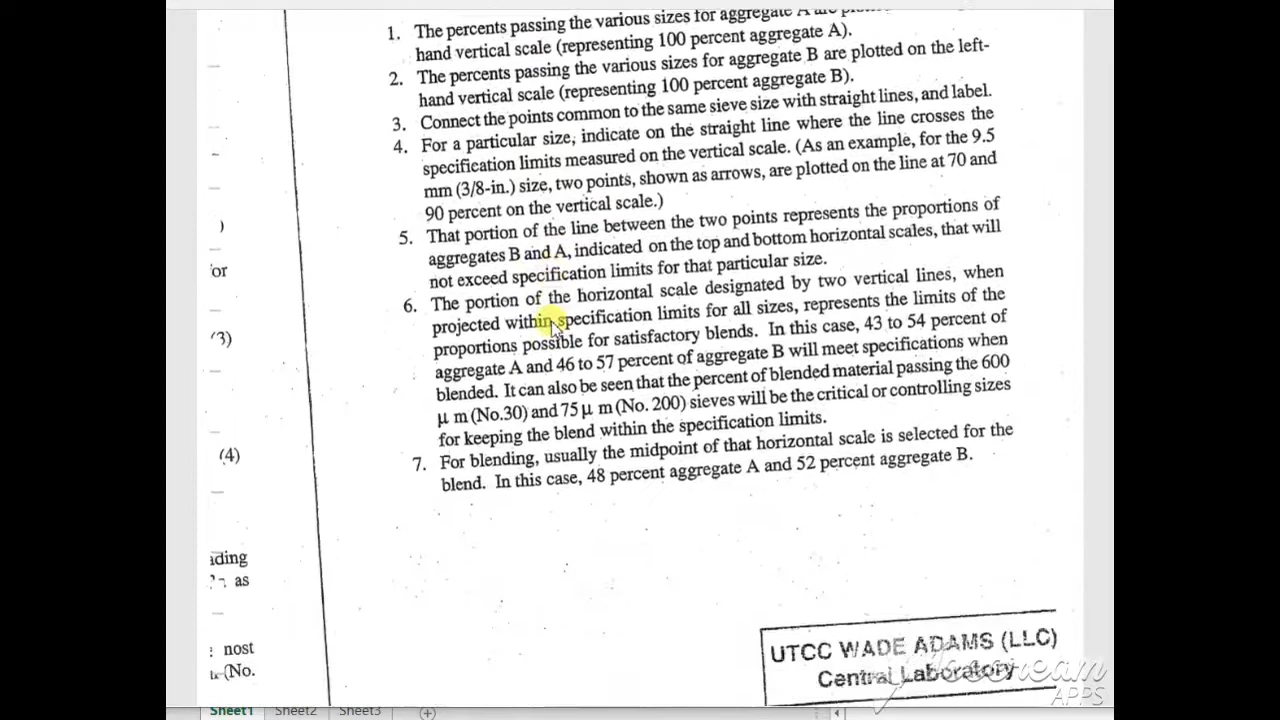 1. The percents passing the various sizes for aggregate A are
hand vertical scale (representing 100 percent aggregate A).
2. The percents passing the various sizes for aggregate B are plotted on the left-
hand vertical scale (representing 100 percent aggregate B).
3. Connect the points common to the same sieve size with straight lines, and label.
4. For a particular size, indicate on the straight line where the line crosses the
specification limits measured on the vertical scale. (As an example, for the 9.5
mm (3/8-in.) size, two points, shown as arrows, are plotted on the line at 70 and
90 percent on the vertical scale.)
5. That portion of the line between the two points represents the proportions of
aggregates B and A, indicated on the top and bottom horizontal scales, that will
not exceed specification limits for that particular size.
6. The portion of the horizontal scale designated by two vertical lines, when
projected within specification limits for all sizes, represents the limits of the
proportions possible for satisfactory blends. In this case, 43 to 54 percent of
aggregate A and 46 to 57 percent of aggregate B will meet specifications when
blended. It can also be seen that the percent of blended material passing the 600
μ m (No.30) and 75 μ m (No. 200) sieves will be the critical or controlling sizes
for keeping the blend within the specification limits.
7. For blending, usually the midpoint of that horizontal scale is selected for the
blend. In this case, 48 percent aggregate A and 52 percent aggregate B.
)
or
(3)
(4)
ading
as
nost
(No.
UTCC WADE ADAMS (LLC)
Central Laboratory
APPS
Sheet1 Sheet2 Sheet3